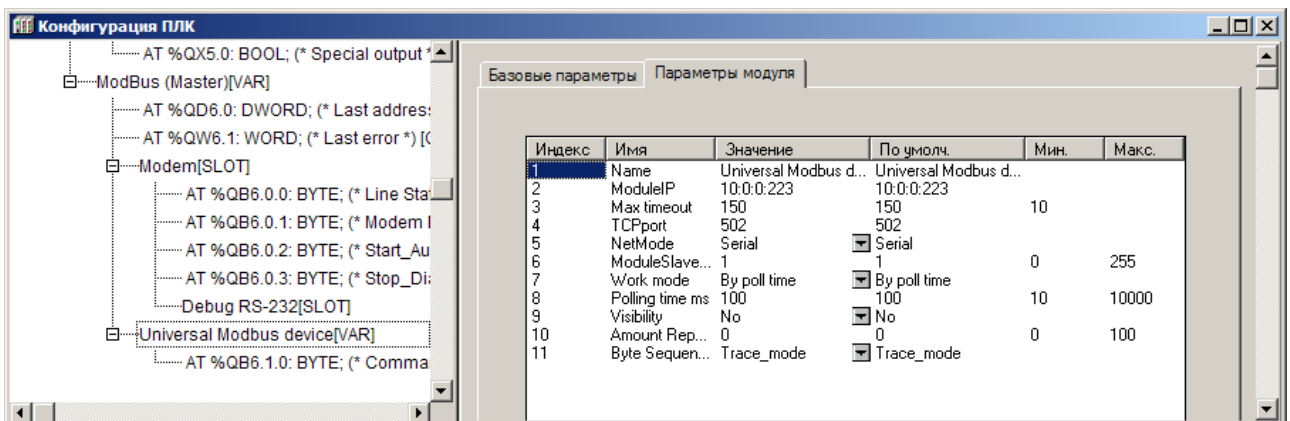 Конфигурация ПЛК
AT %QX5.0: BOOL; (* Special output *
ModBus (Master)[VAR]
AT %QD6.0: DWORD; (* Last address
AT %QW6.1: WORD; (* Last error *) [C
Modem[SLOT]
AT %QB6.0.0: BYTE; (* Line Sta
AT %QB6.0.1: BYTE; (* Modem
AT %QB6.0.2: BYTE; (* Start_Au
AT %QB6.0.3: BYTE; (* Stop_Di
Debug RS-232[SLOT]
Universal Modbus device[VAR]
AT %QB6.1.0: BYTE; (* Comma
Базовые параметры Параметры модуля
Индекс Имя Значение По умолч. Мин. Макс.
1 Name Universal Modbus d... Universal Modbus d...
2 ModuleIP 10:0:0:223 10:0:0:223
3 Max timeout 150 150 10
4 TCPport 502 502
5 NetMode Serial Serial
6 ModuleSlave... 1 1 0 255
7 Work mode By poll time By poll time
8 Polling time ms 100 100 10 10000
9 Visibility No No
10 Amount Rep... 0 0 0 100
11 Byte Sequen... Trace_mode Trace_mode